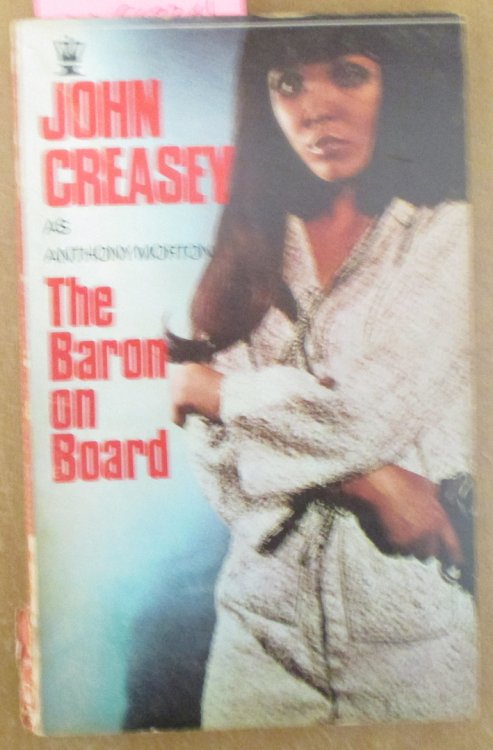 JOHN
CREASEY
AS
ANTHONY MORTON
The
Baron
on
Board